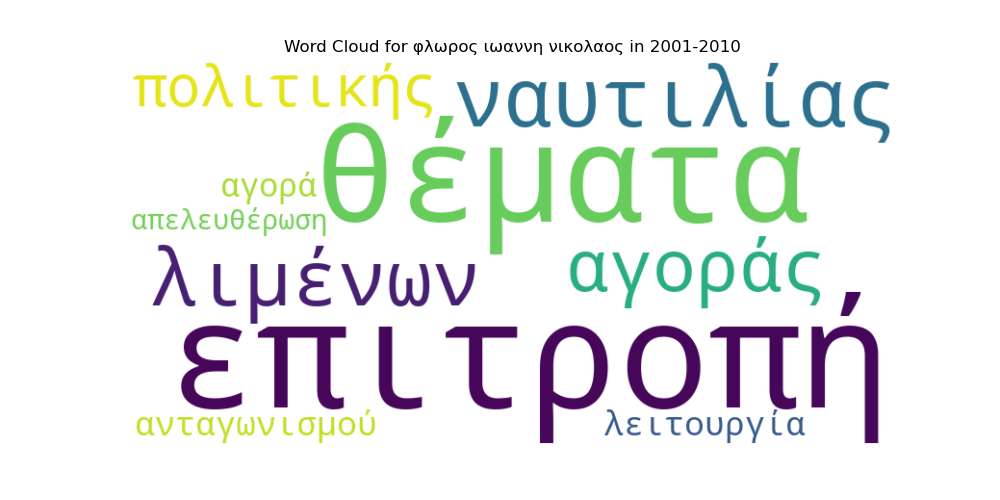 Word Cloud for φλωρος ιωαννη νικολαος in 2001-2010
πολιτικής ναυτιλίας
θέματα
αγορά
απελευθέρωση
λιμένων αγοράς
επιτροπή
ανταγωνισμού λειτουργία